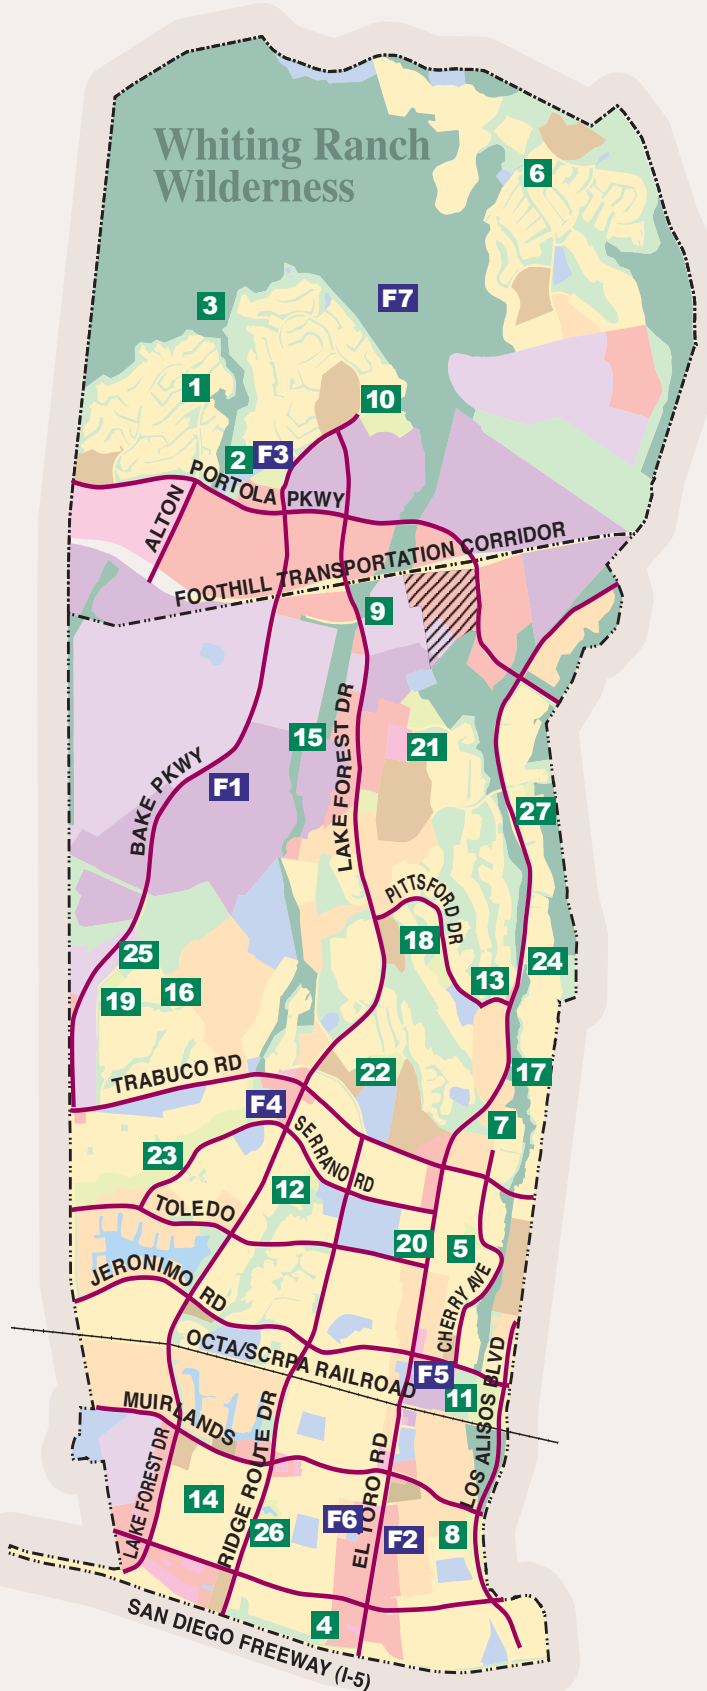 Whiting Ranch
Wilderness
6
F7
3
1
10
2
F3
PORTOLA PKWY
ALTON
FOOTHILL TRANSPORTATION CORRIDOR
9
LAKE FOREST DR
15
21
BAKE PKWY
F1
27
PITTSFORD DR
18
25
24
13
16
19
TRABUCO RD
22
17
F4
7
SERRANO RD
23
12
TOLEDO
20
5
JERONIMO RD
CHERRY AVE
OCTA/SCRPA RAILROAD
F5
11
LOS ALISOS BLVD
MUIRLANDS
LAKE FOREST DR
RIDGE ROUTE DR
EL TORO RD
14
26
F6
F2
8
4
SAN DIEGO FREEWAY (I-5)